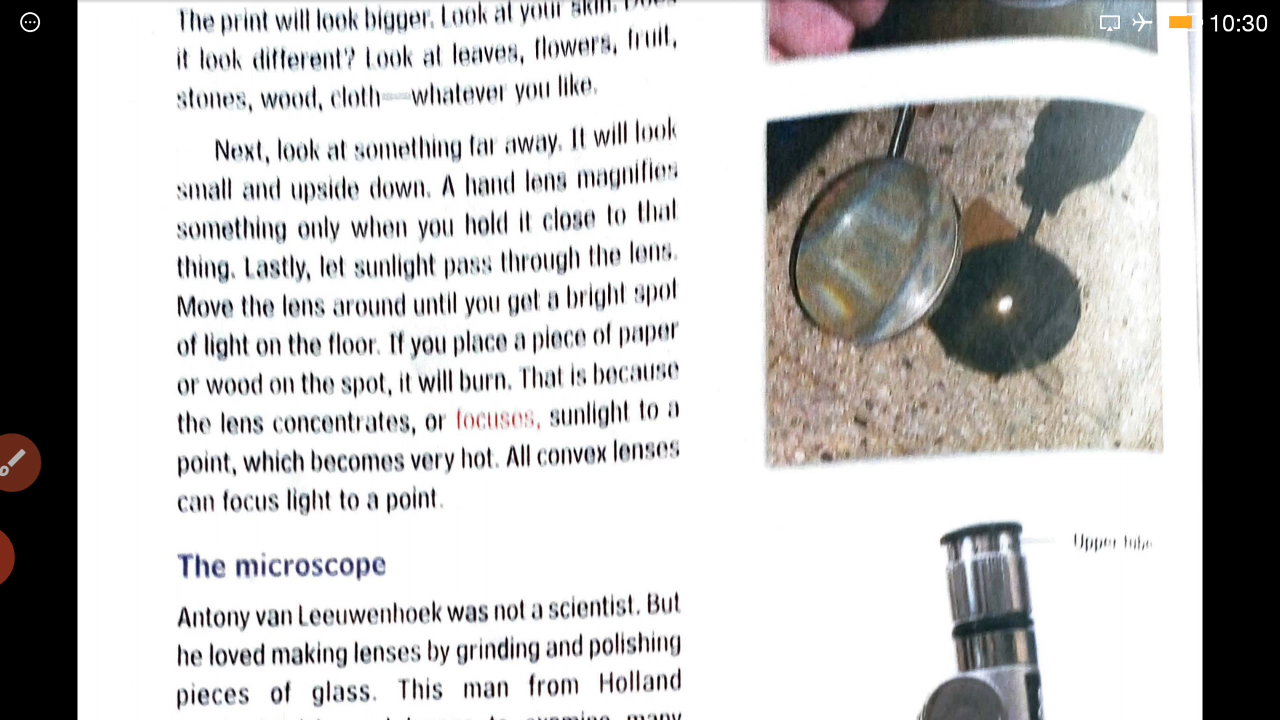 10:30
The print will look bigger. Look at your skin. Does
it look different? Look at leaves, flowers, fruit,
stones, wood, cloth—whatever you like.
Next, look at something far away. It will look
small and upside down. A hand lens magnifies
something only when you hold it close to that
thing. Lastly, let sunlight pass through the lens.
Move the lens around until you get a bright spot
of light on the floor. If you place a piece of paper
or wood on the spot, it will burn. That is because
the lens concentrates, or focuses, sunlight to a
point, which becomes very hot. All convex lenses
can focus light to a point.
The microscope
Antony van Leeuwenhoek was not a scientist. But
he loved making lenses by grinding and polishing
pieces of glass. This man from Holland
to examine many
Upper tube